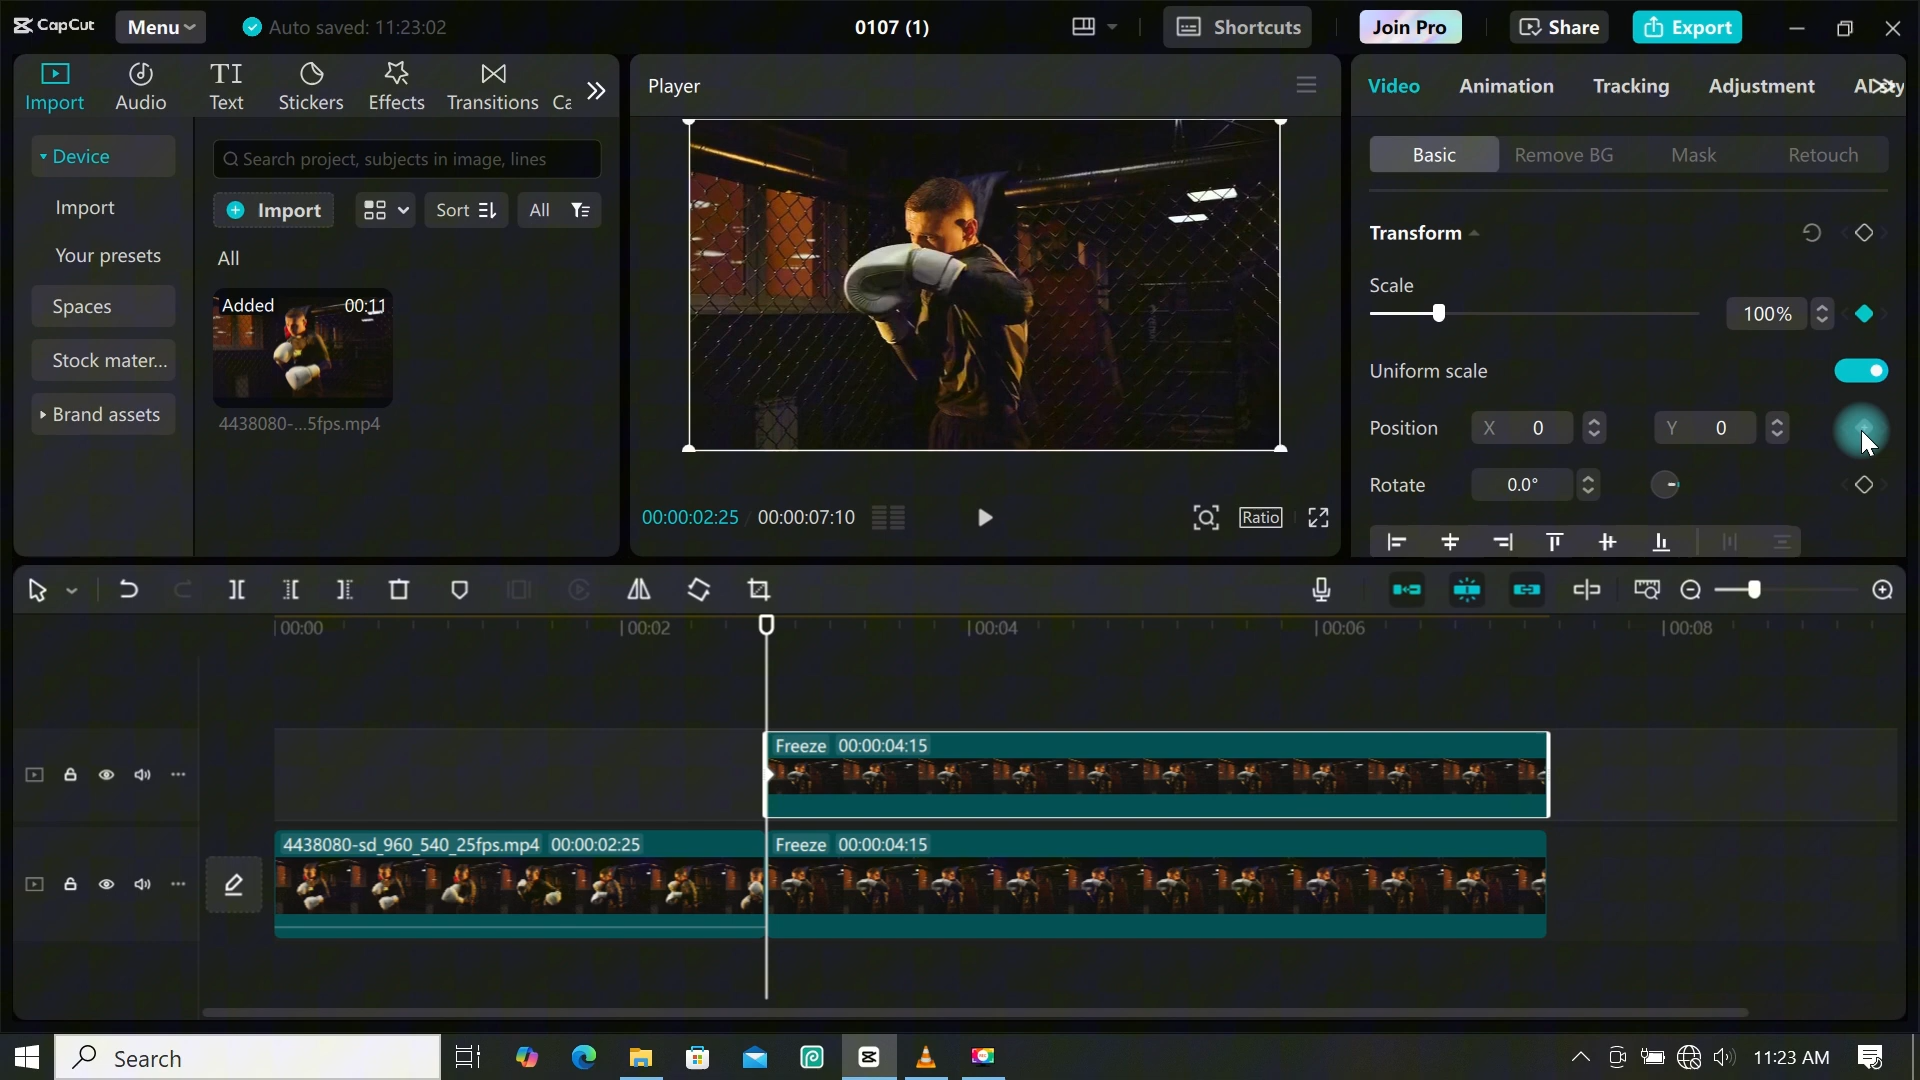 CapCut
Menu
Auto saved: 11:23:02
0107 (1)
Shortcuts
Join Pro
Share
Export
Import
Audio
Text
Stickers
Effects
Transitions
Ca
Device
Import
Your presets
Spaces
Stock mater...
Brand assets
Search project, subjects in image, lines
Import
Sort
All
All
Added
00:11
4438080-...5fps.mp4
Player
00:00:02:25
00:00:07:10
Ratio
Video
Animation
Tracking
Adjustment
Basic
Remove BG
Mask
Retouch
Transform
Scale
100%
Uniform scale
Position
X 0
Y 0
Rotate
0.0°
00:00
00:02
00:04
00:06
00:08
Freeze 00:00:04:15
4438080-sd_960_540_25fps.mp4 00:00:02:25
Freeze 00:00:04:15
Search
11:23 AM